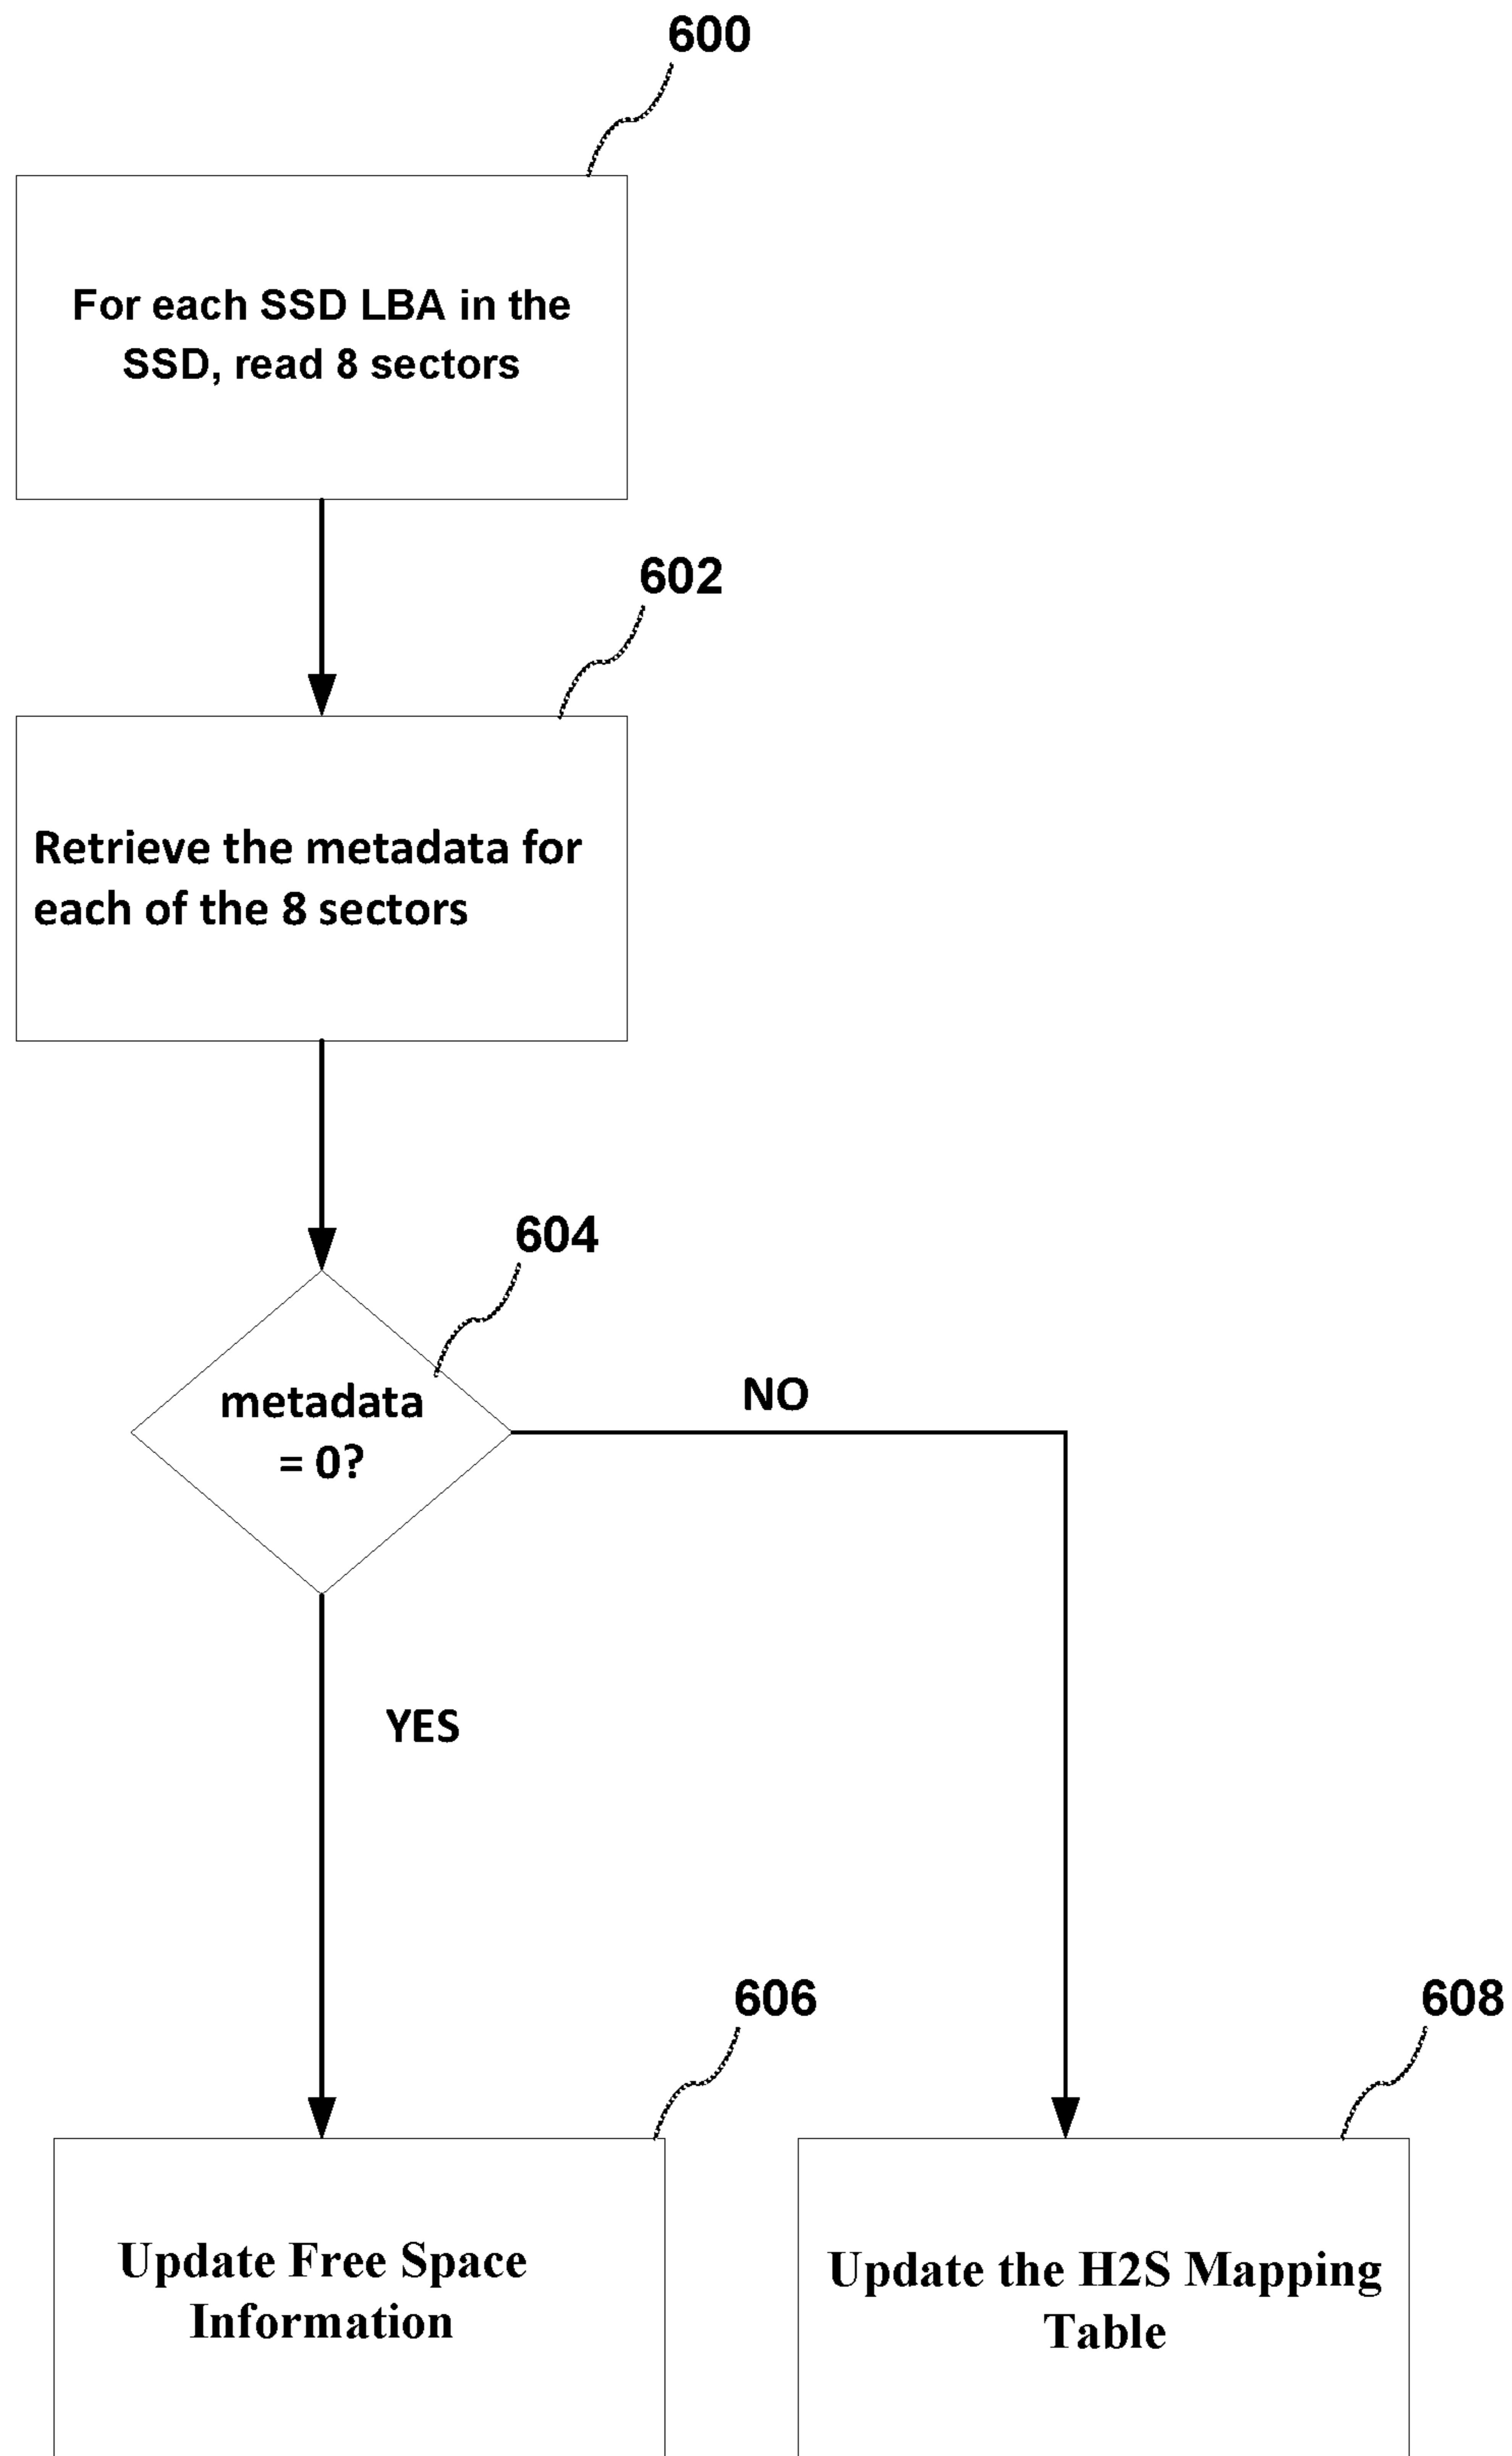 600
For each SSD LBA in the
SSD, read 8 sectors
602
Retrieve the metadata for
each of the 8 sectors
604
metadata
= 0?
NO
YES
606
608
Update Free Space
Information
Update the H2S Mapping
Table